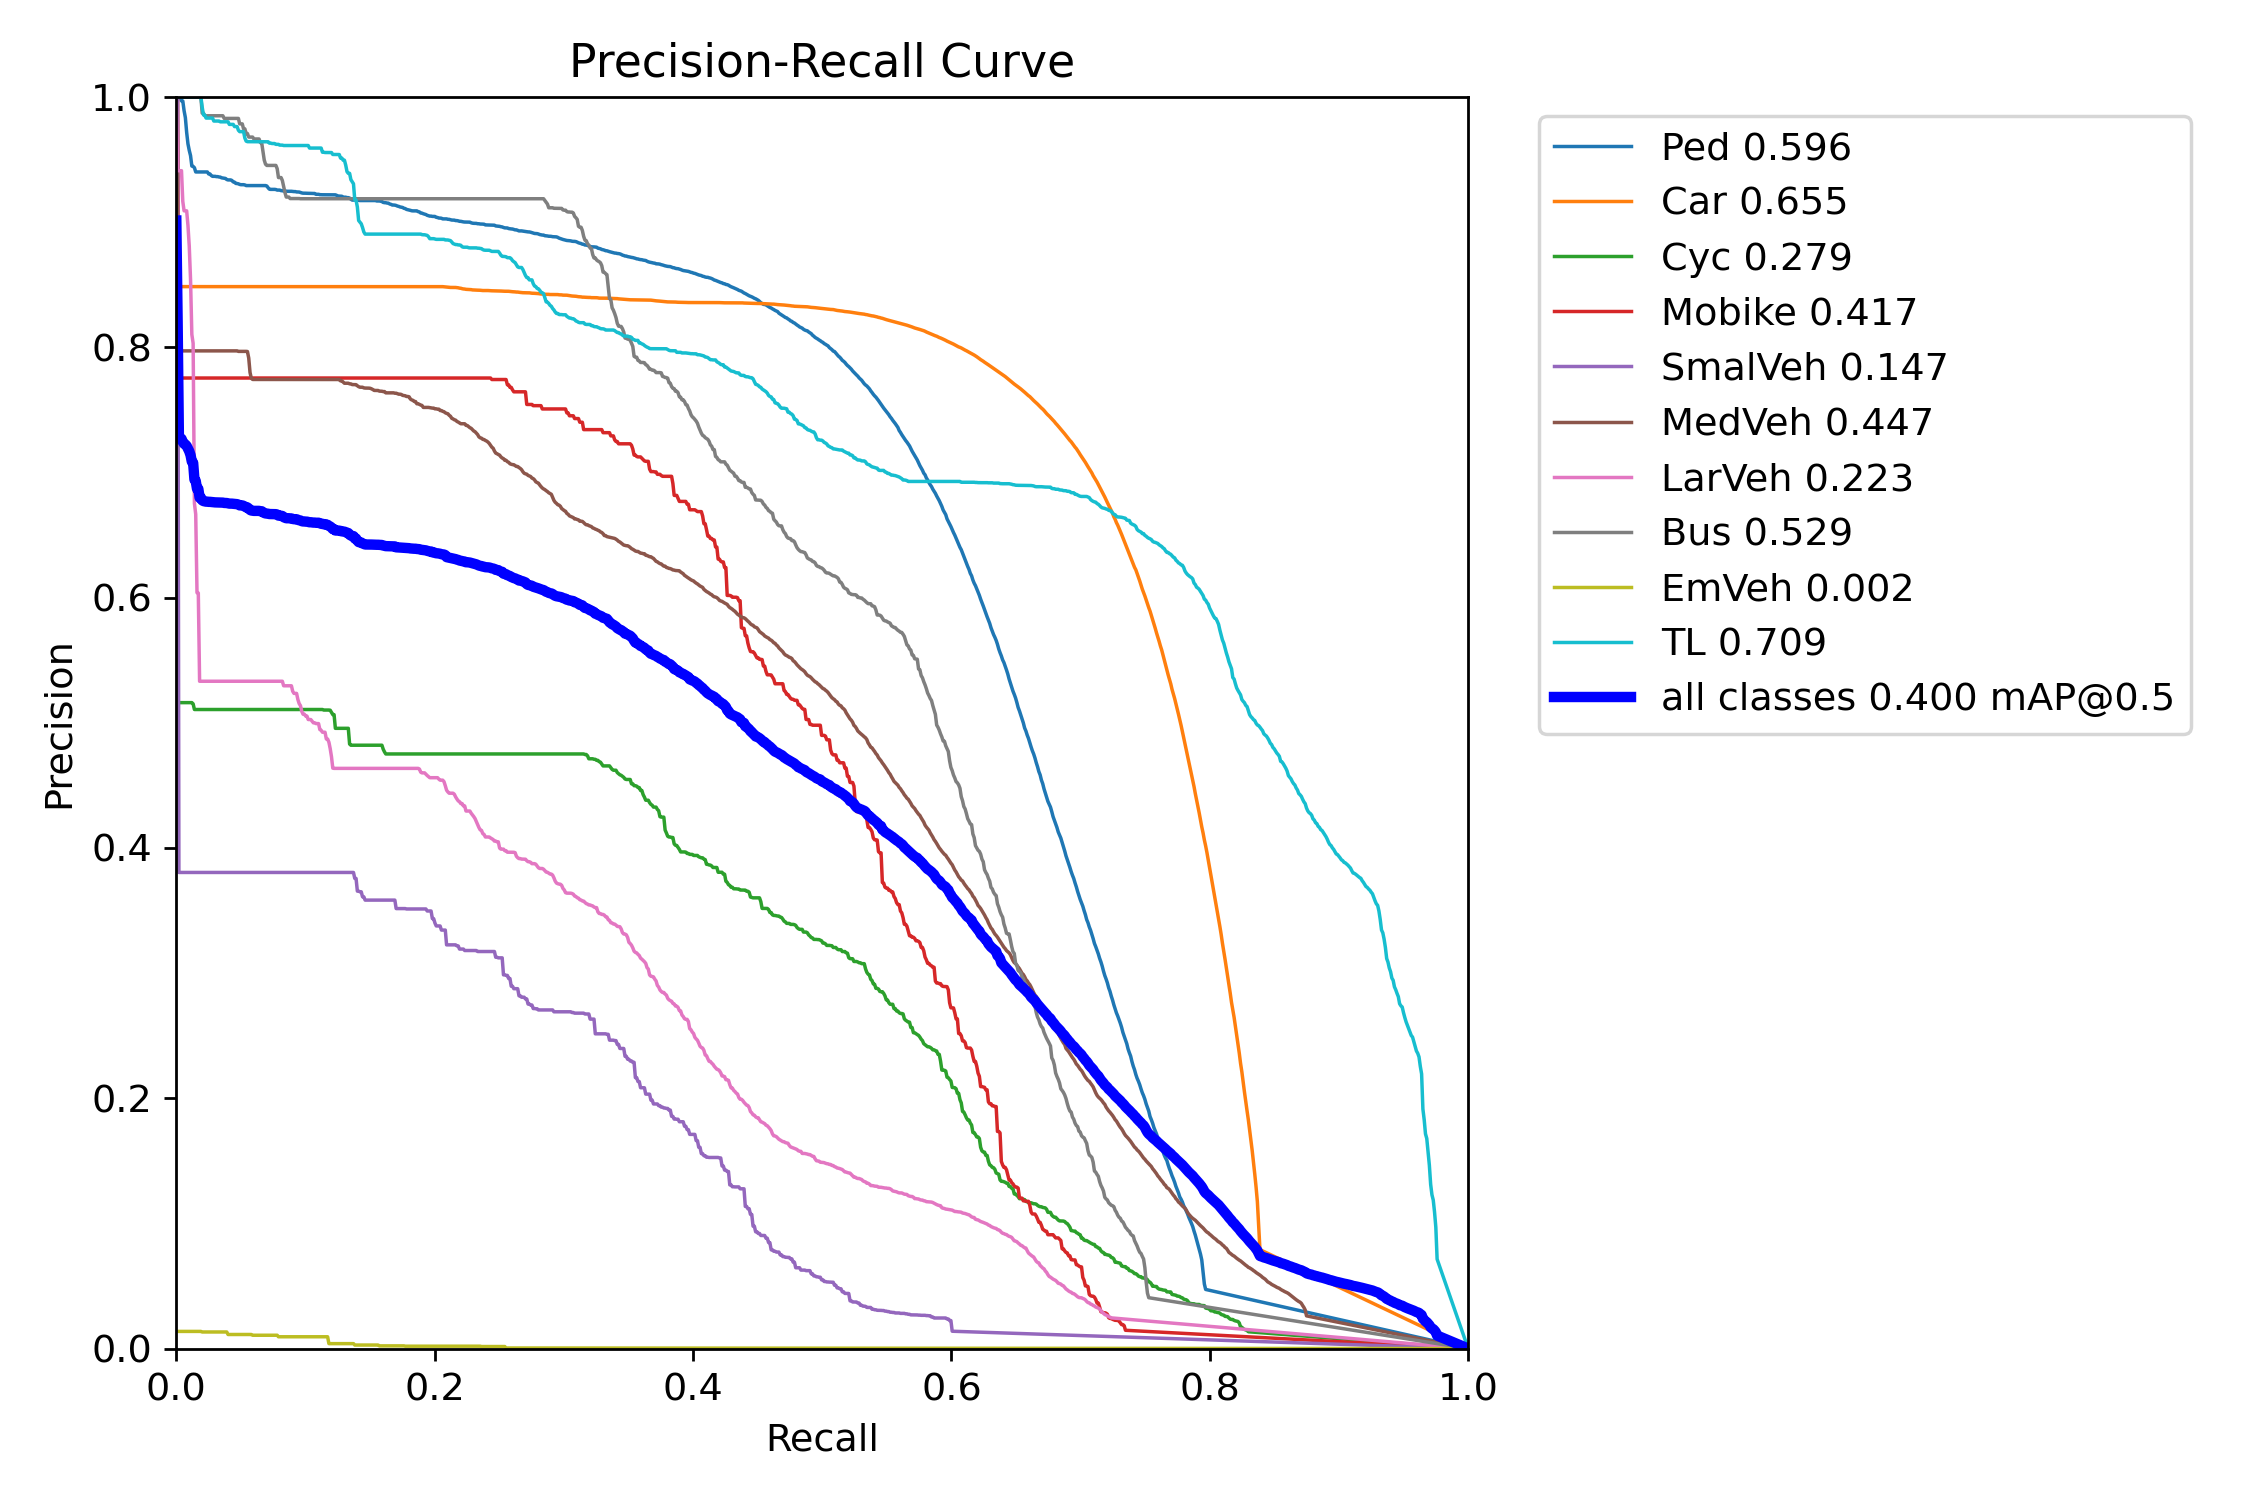 Precision-Recall Curve
1.0
0.8
0.6
0.4
0.2
0.0
Precision
0.0 0.2 0.4 0.6 0.8 1.0
Recall
Ped 0.596
Car 0.655
Cyc 0.279
Mobike 0.417
SmalVeh 0.147
MedVeh 0.447
LarVeh 0.223
Bus 0.529
EmVeh 0.002
TL 0.709
all classes 0.400 mAP@0.5